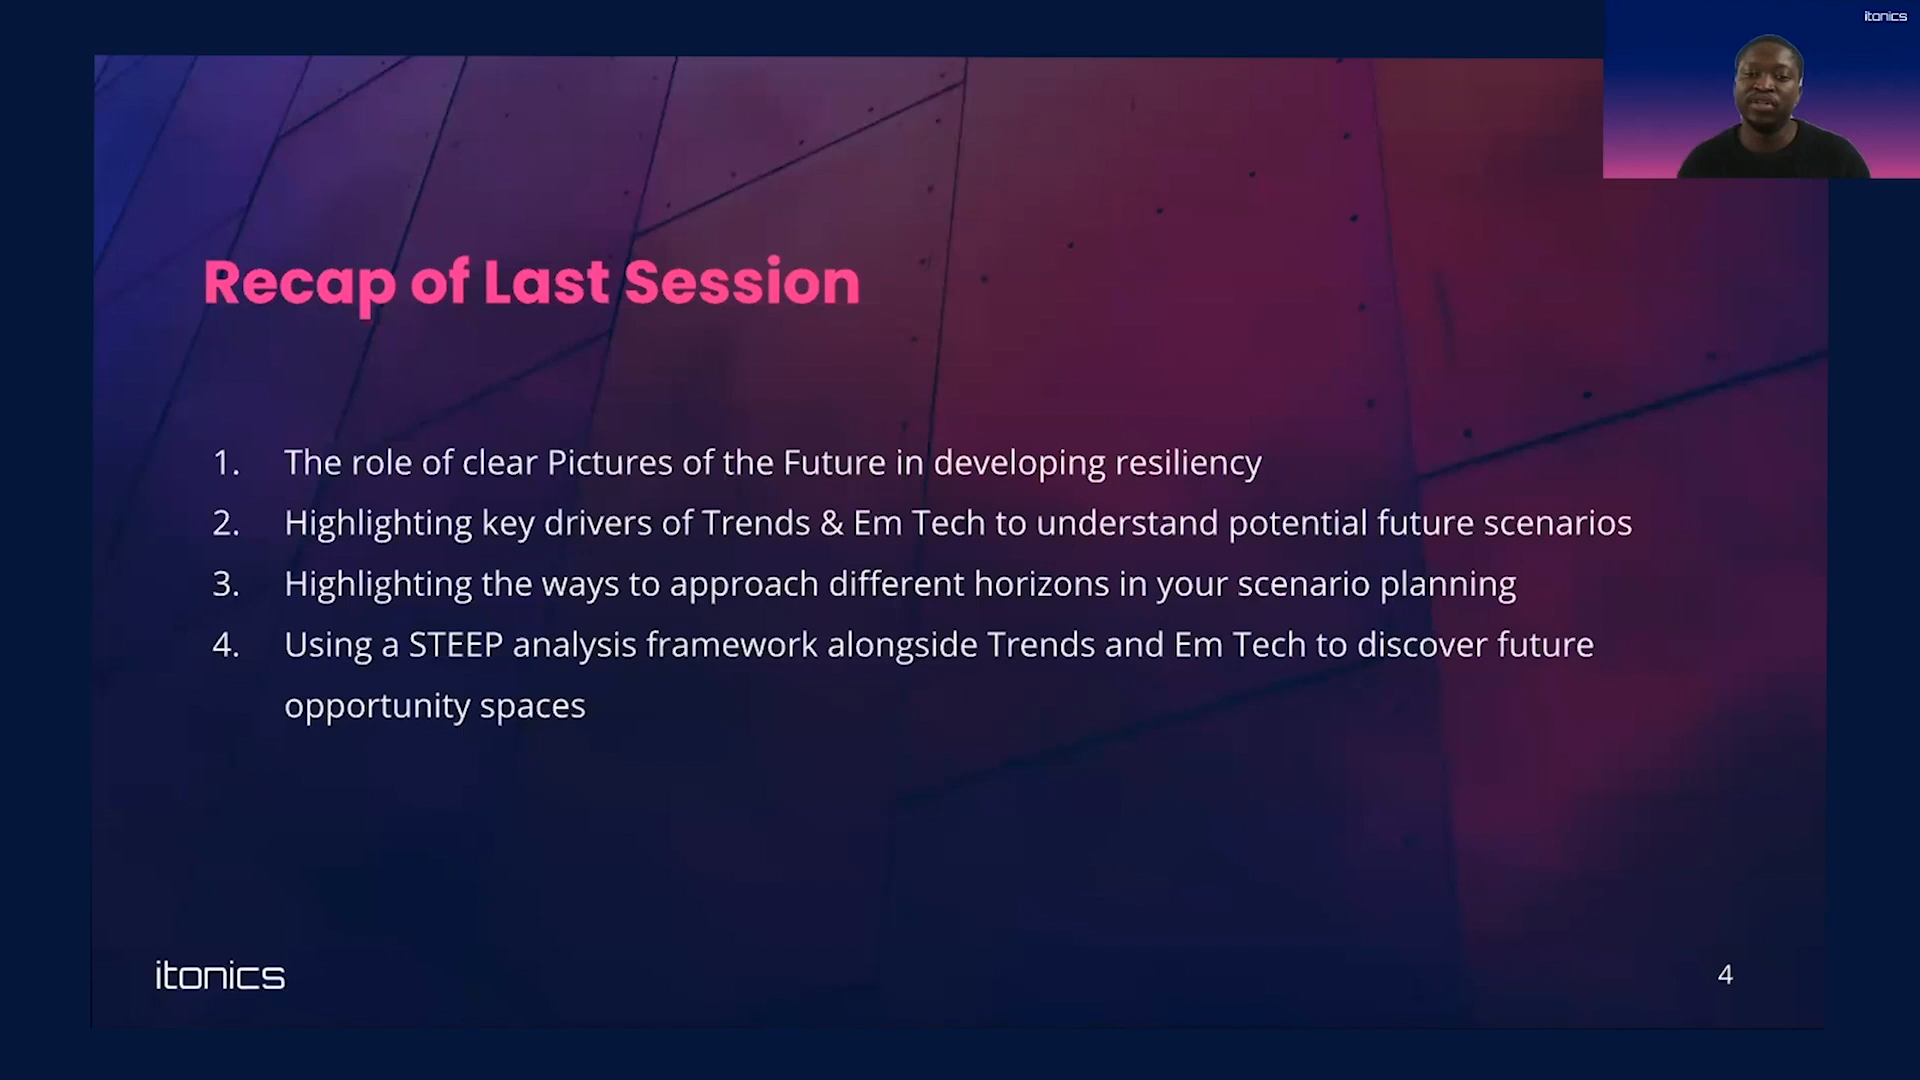 itonics
Recap of Last Session
1. The role of clear Pictures of the Future in developing resiliency
2. Highlighting key drivers of Trends & Em Tech to understand potential future scenarios
3. Highlighting the ways to approach different horizons in your scenario planning
4. Using a STEEP analysis framework alongside Trends and Em Tech to discover future
opportunity spaces
itonics
4